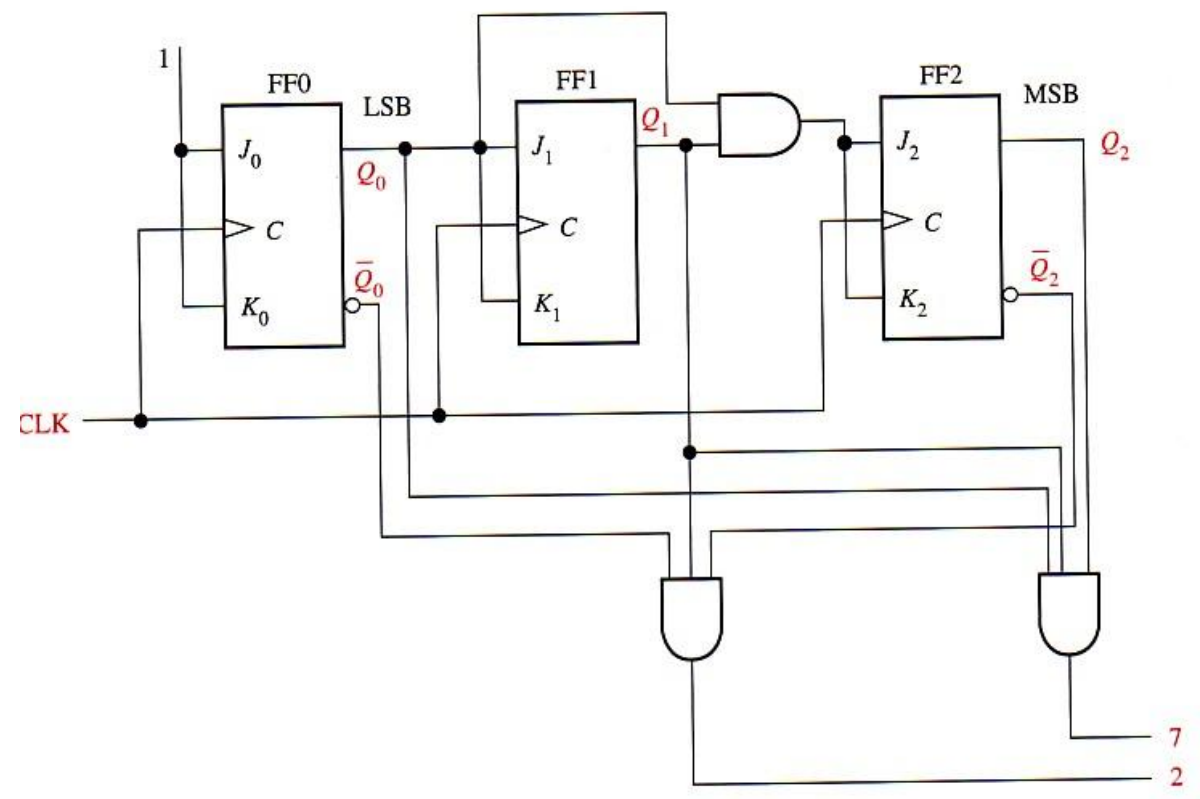 1
FF0
LSB
FF1
FF2
MSB
J₀
Q₀
J₁
Q₁
J₂
Q₂
C
C
C
K₀
Q̅₀
K₁
K₂
Q̅₂
CLK
7
2